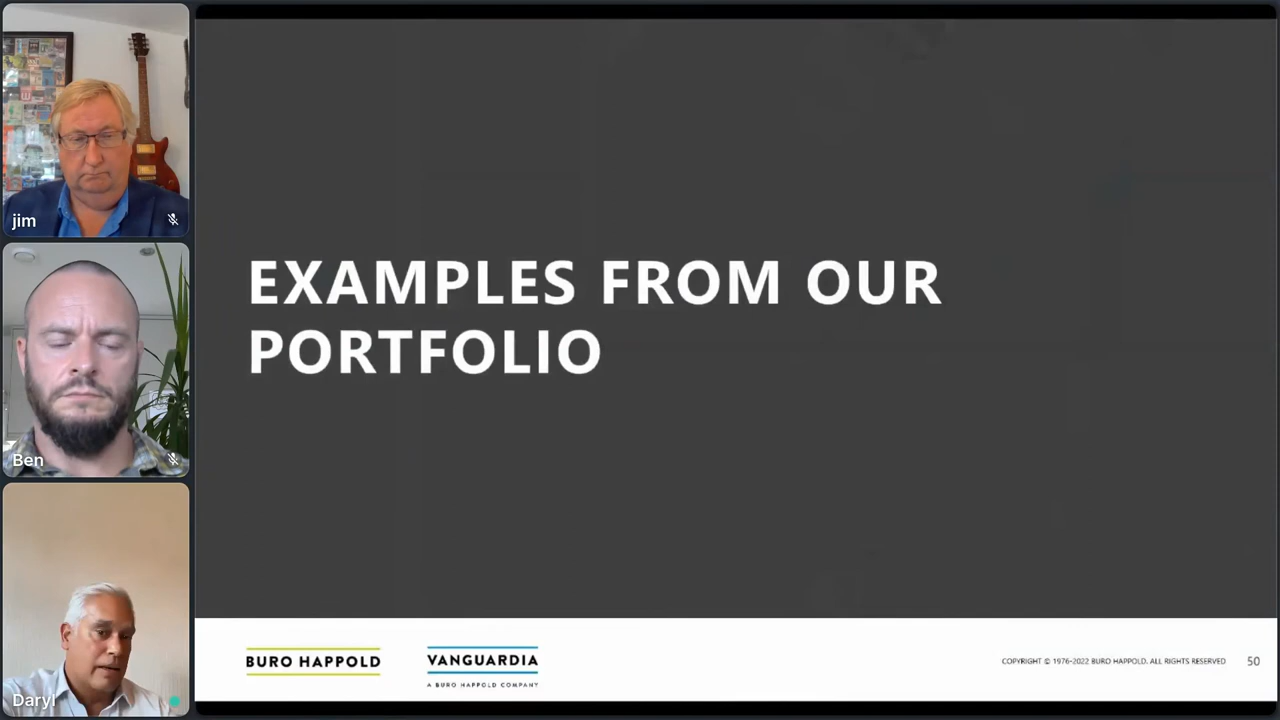 jim
Ben
Daryl
EXAMPLES FROM OUR
PORTFOLIO
BURO HAPPOLD
VANGUARDIA
A BURO HAPPOLD COMPANY
COPYRIGHT © 1976-2022 BURO HAPPOLD. ALL RIGHTS RESERVED
50